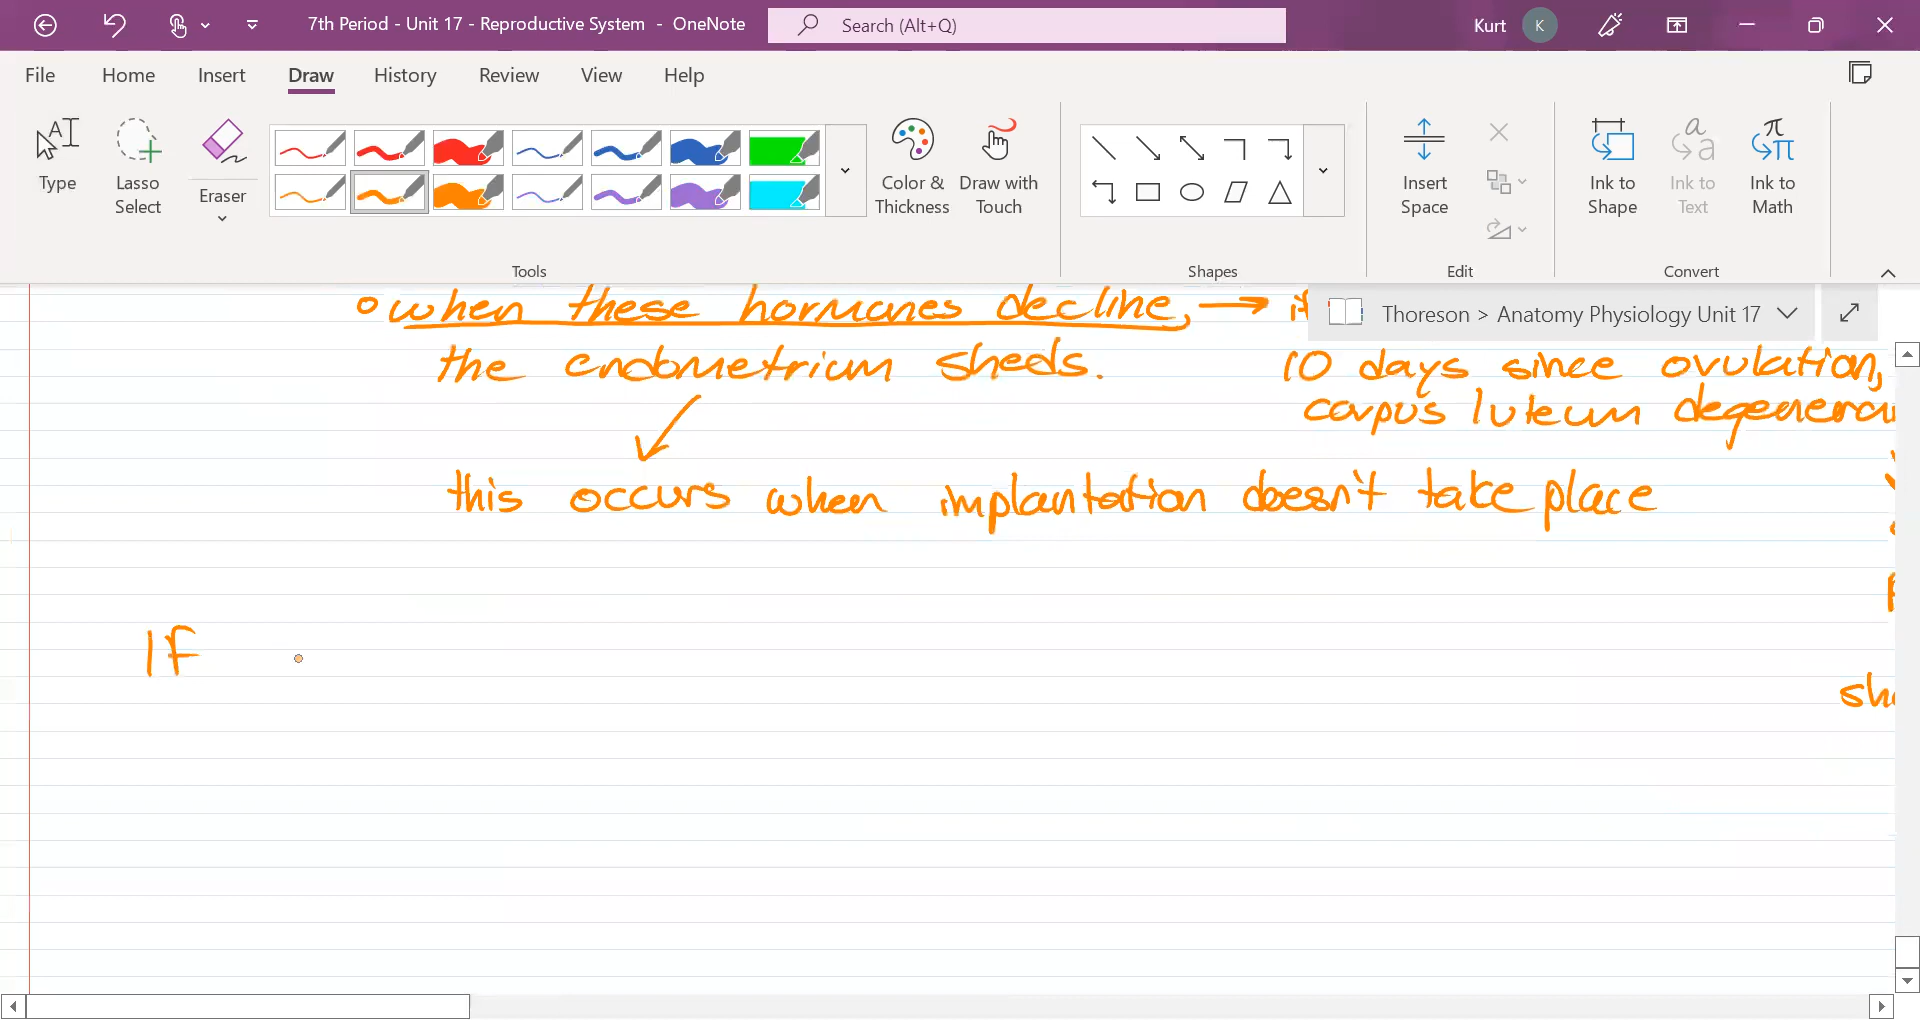 7th Period - Unit 17 - Reproductive System - OneNote
Search (Alt+Q)
Kurt
K
File Home Insert Draw History Review View Help
Type
Lasso Select
Eraser
Color & Thickness
Draw with Touch
Insert Space
Ink to Shape
Ink to Text
Ink to Math
Tools
Shapes
Edit
Convert
when these hormones decline,
Thoreson > Anatomy Physiology Unit 17
the endometrium sheds.
10 days since ovulation,
corpus luteum
this occurs when implantation doesn't take place
If